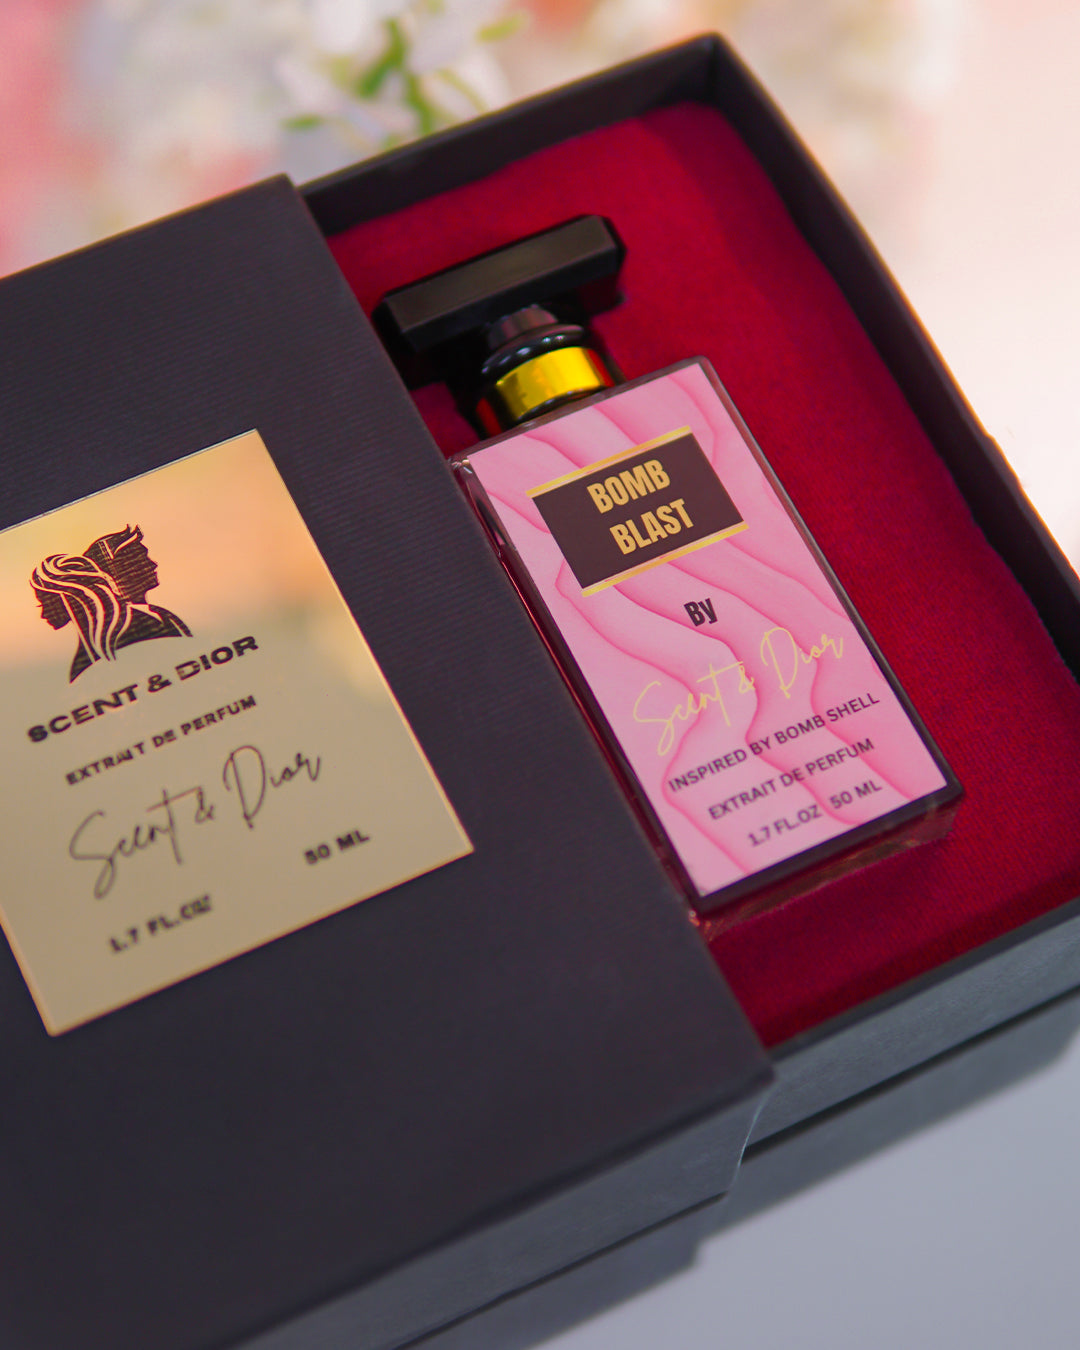 SCENT & DIOR
EXTRAIT DE PERFUM
Scent & Dior
50 ML
1.7 FL.OZ
BOMB
BLAST
By
Scent & Dior
INSPIRED BY BOMB SHELL
EXTRAIT DE PERFUM
1.7 FL.OZ 50 ML